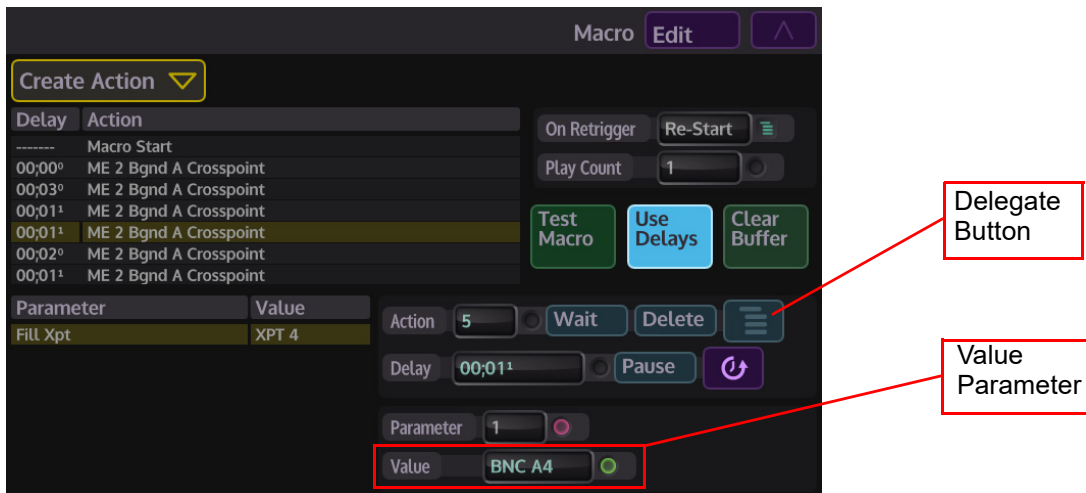 Macro Edit
Create Action
Delay Action
------- Macro Start
00;00⁰ ME 2 Bgnd A Crosspoint
00;03⁰ ME 2 Bgnd A Crosspoint
00;01¹ ME 2 Bgnd A Crosspoint
00;01¹ ME 2 Bgnd A Crosspoint
00;02⁰ ME 2 Bgnd A Crosspoint
00;01¹ ME 2 Bgnd A Crosspoint
On Retrigger Re-Start
Play Count 1
Test
Macro
Use
Delays
Clear
Buffer
Parameter Value
Fill Xpt XPT 4
Action 5 Wait Delete
Delay 00;01¹ Pause
Parameter 1
Value BNC A4
Delegate
Button
Value
Parameter